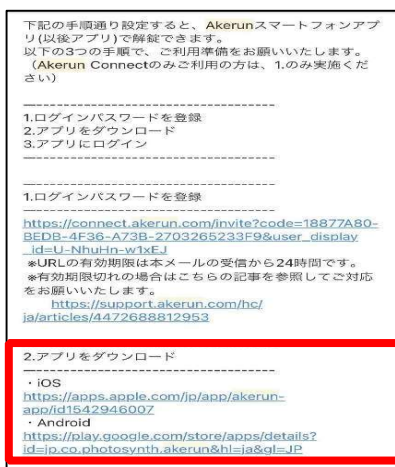 下記の手順通り設定すると、Akerunスマートフォンアプ
リ(以後アプリ)で解錠できます。
以下の3つの手順で、ご利用準備をお願いいたします。
（Akerun Connectのみご利用の方は、1.のみ実施くだ
さい）
—----------------------------------
1.ログインパスワードを登録
2.アプリをダウンロード
3.アプリにログイン
—----------------------------------
—----------------------------------
1.ログインパスワードを登録
—----------------------------------
https://connect.akerun.com/invite?code=18877A80-
BEDB-4F36-A73B-2703265233F9&user_display
_id=U-NhuHn-w1xEJ
※URLの有効期限は本メールの受信から24時間です。
※有効期限切れの場合はこちらの記事を参照してご対応
をお願いいたします。
https://support.akerun.com/hc/
ja/articles/4472688812953
2.アプリをダウンロード
—----------------------------------
・iOS
https://apps.apple.com/jp/app/akerun-
app/id1542946007
・Android
https://play.google.com/store/apps/details?
id=jp.co.photosynth.akerun&hl=ja&gl=JP